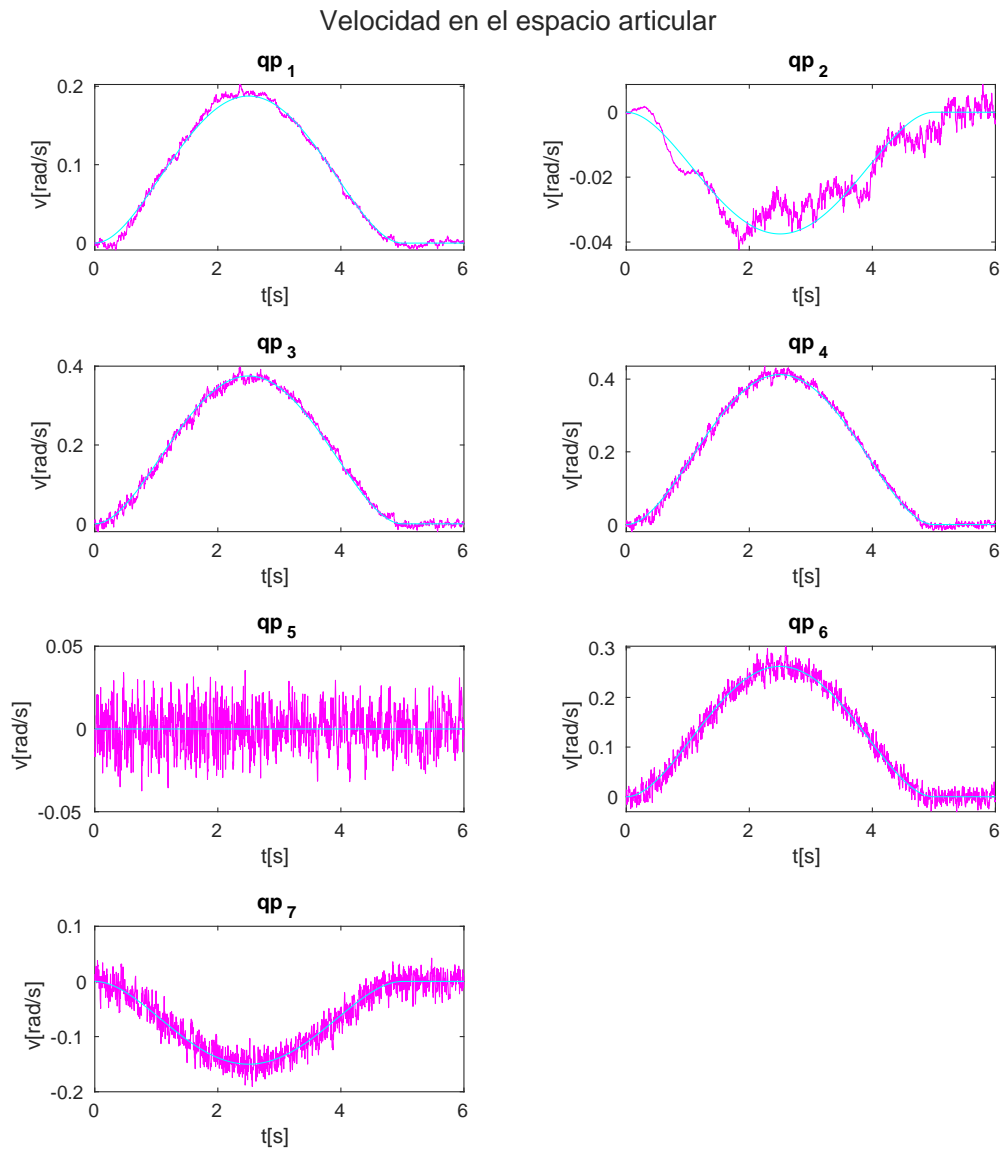 Velocidad en el espacio articular
qp 1
qp 2
0.2
0.1
0
v[rad/s]
0 2 4 6
t[s]
0
-0.02
-0.04
v[rad/s]
0 2 4 6
t[s]
qp 3
qp 4
0.4
0.2
0
v[rad/s]
0 2 4 6
t[s]
0.4
0.2
0
v[rad/s]
0 2 4 6
t[s]
qp 5
qp 6
0.05
0
-0.05
v[rad/s]
0 2 4 6
t[s]
0.3
0.2
0.1
0
v[rad/s]
0 2 4 6
t[s]
qp 7
0.1
0
-0.1
-0.2
v[rad/s]
0 2 4 6
t[s]